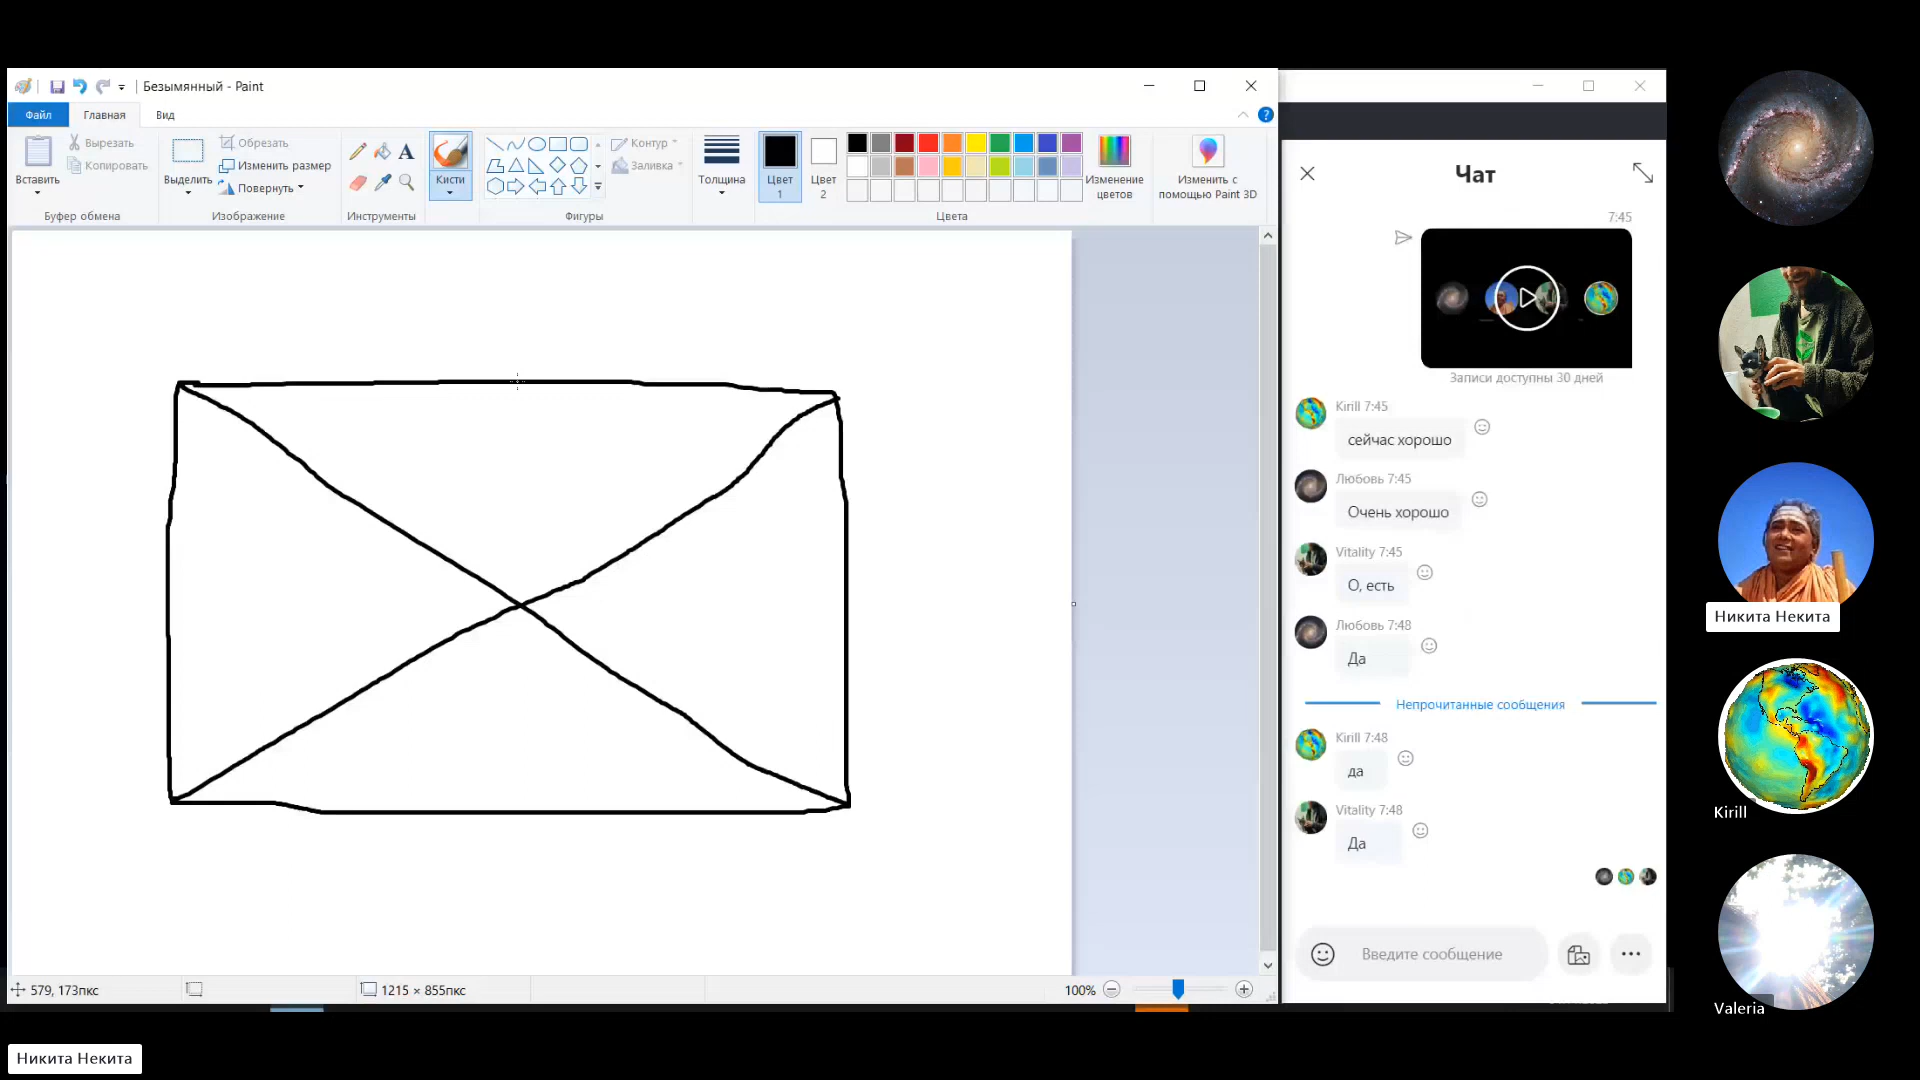 Безымянный - Paint
Файл Главная Вид
Вставить Вырезать Копировать
Буфер обмена
Выделить Обрезать Изменить размер Повернуть
Изображение
A
Инструменты
Кисти
Контур Заливка
Фигуры
Толщина
Цвет 1
Цвет 2
Изменение цветов
Цвета
Изменить с помощью Paint 3D
Чат
7:45
Записи доступны 30 дней
Kirill 7:45
сейчас хорошо
Любовь 7:45
Очень хорошо
Vitality 7:45
О, есть
Любовь 7:48
Да
Непрочитанные сообщения
Kirill 7:48
да
Vitality 7:48
Да
Введите сообщение
579, 173пкс
1215 × 855пкс
100%
Никита Некита
Kirill
Valeria
Никита Некита